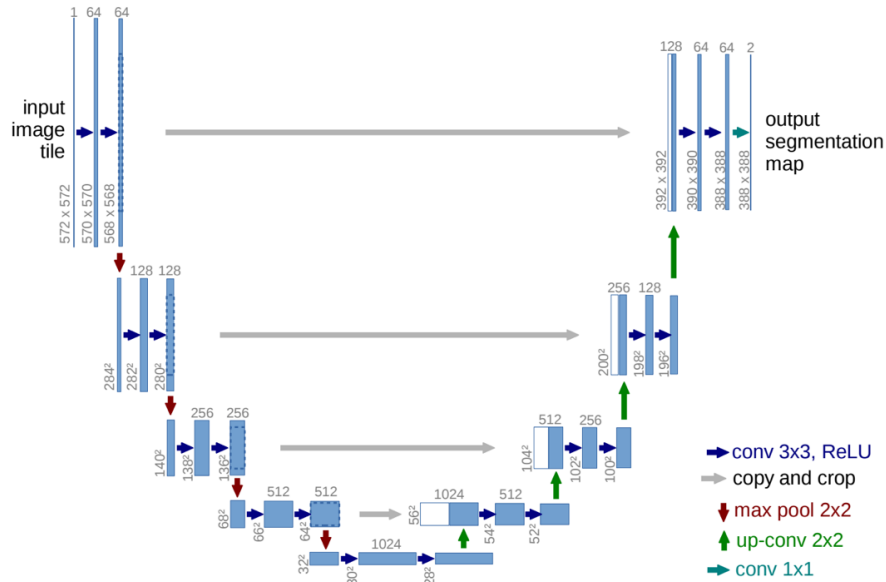 1 64 64
128 64 64 2
input
image
tile
output
segmentation
map
572 x 572
570 x 570
568 x 568
392 x 392
390 x 390
388 x 388
388 x 388
128 128
256 128
284²
282²
280²
200²
198²
196²
256 256
512 256
140²
138²
136²
104²
102²
100²
512 512
1024 512
68²
66²
64²
56²
54²
52²
1024
32²
conv 3x3, ReLU
copy and crop
max pool 2x2
up-conv 2x2
conv 1x1